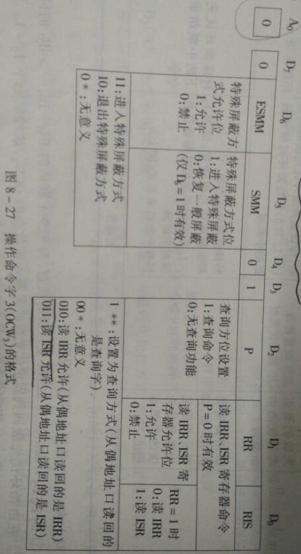 A₀ D₇ D₆ D₅ D₄ D₃ D₂ D₁ D₀
0 0 ESMM SMM 0 1 P RR RIS
特殊屏蔽方
式允许位
1:允许
0:禁止
特殊屏蔽方式位
1:进入特殊屏蔽
0:恢复一般屏蔽
(仅D₆=1时有效)
11:进入特殊屏蔽方式
10:退出特殊屏蔽方式
0*:无意义
查询方位设置
1:查询命令
0:无查询功能
读IRR、ISR寄存器命令
P=0时有效
读IRR、ISR寄
存器允许位
1:允许
0:禁止
RR=1时
0:读IRR
1:读ISR
1**:设置为查询方式(从偶地址口读回的
是查询字)
00*:无意义
010:读IRR允许(从偶地址口读回的是IRR)
011:读ISR允许(从偶地址口读回的是ISR)
图8-27 操作命令字3(OCW₃)的格式